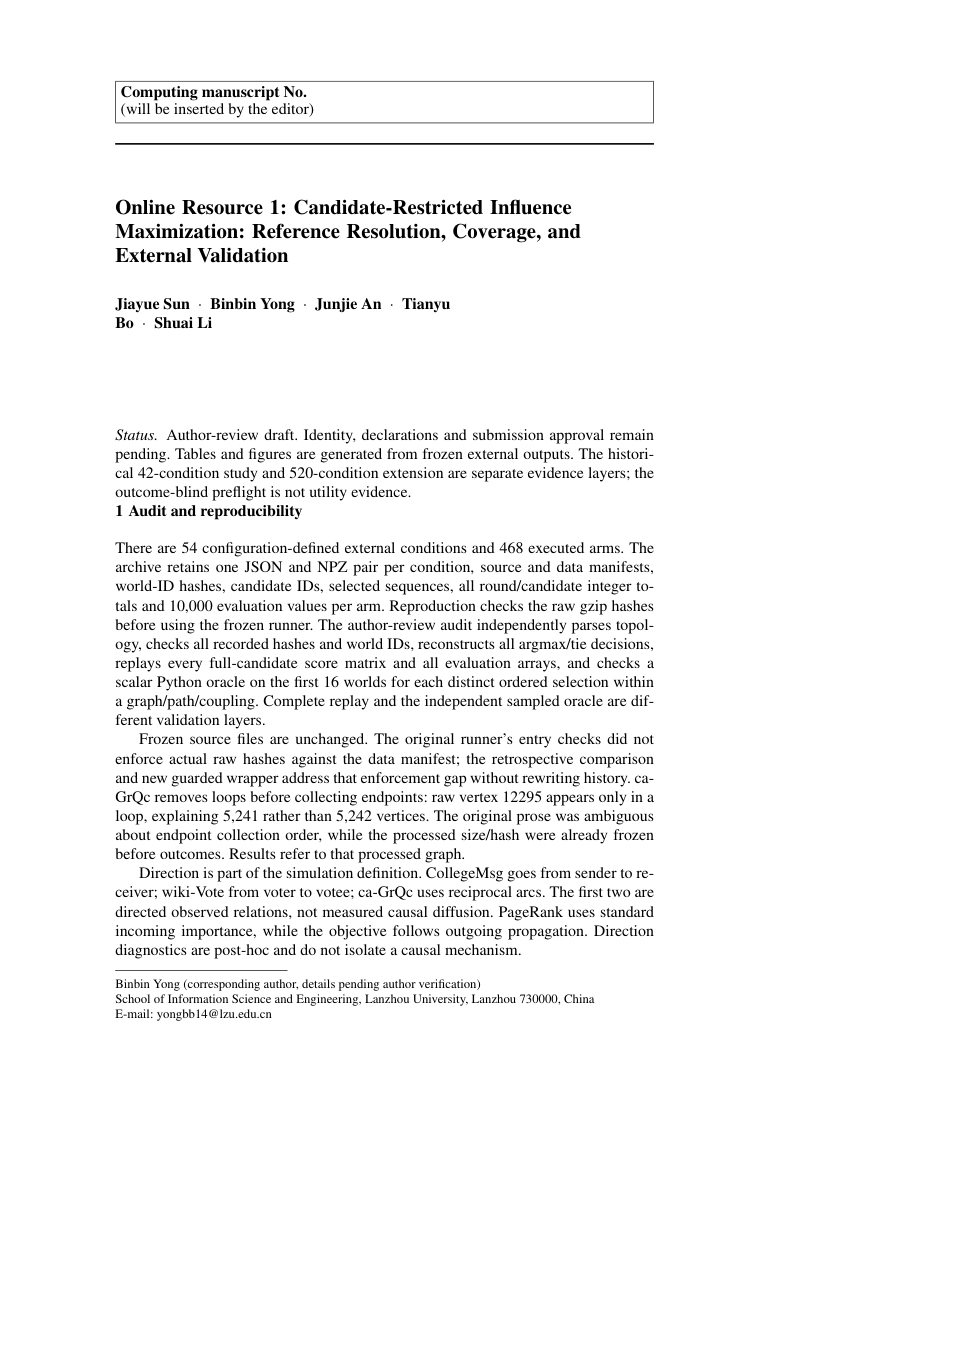 Computing manuscript No.
(will be inserted by the editor)
Online Resource 1: Candidate-Restricted Influence
Maximization: Reference Resolution, Coverage, and
External Validation
Jiayue Sun · Binbin Yong · Junjie An · Tianyu
Bo · Shuai Li
Status. Author-review draft. Identity, declarations and submission approval remain
pending. Tables and figures are generated from frozen external outputs. The histori-
cal 42-condition study and 520-condition extension are separate evidence layers; the
outcome-blind preflight is not utility evidence.
1 Audit and reproducibility
There are 54 configuration-defined external conditions and 468 executed arms. The
archive retains one JSON and NPZ pair per condition, source and data manifests,
world-ID hashes, candidate IDs, selected sequences, all round/candidate integer to-
tals and 10,000 evaluation values per arm. Reproduction checks the raw gzip hashes
before using the frozen runner. The author-review audit independently parses topol-
ogy, checks all recorded hashes and world IDs, reconstructs all argmax/tie decisions,
replays every full-candidate score matrix and all evaluation arrays, and checks a
scalar Python oracle on the first 16 worlds for each distinct ordered selection within
a graph/path/coupling. Complete replay and the independent sampled oracle are dif-
ferent validation layers.
Frozen source files are unchanged. The original runner's entry checks did not
enforce actual raw hashes against the data manifest; the retrospective comparison
and new guarded wrapper address that enforcement gap without rewriting history. ca-
GrQc removes loops before collecting endpoints: raw vertex 12295 appears only in a
loop, explaining 5,241 rather than 5,242 vertices. The original prose was ambiguous
about endpoint collection order, while the processed size/hash were already frozen
before outcomes. Results refer to that processed graph.
Direction is part of the simulation definition. CollegeMsg goes from sender to re-
ceiver; wiki-Vote from voter to votee; ca-GrQc uses reciprocal arcs. The first two are
directed observed relations, not measured causal diffusion. PageRank uses standard
incoming importance, while the objective follows outgoing propagation. Direction
diagnostics are post-hoc and do not isolate a causal mechanism.
Binbin Yong (corresponding author, details pending author verification)
School of Information Science and Engineering, Lanzhou University, Lanzhou 730000, China
E-mail: yongbb14@lzu.edu.cn